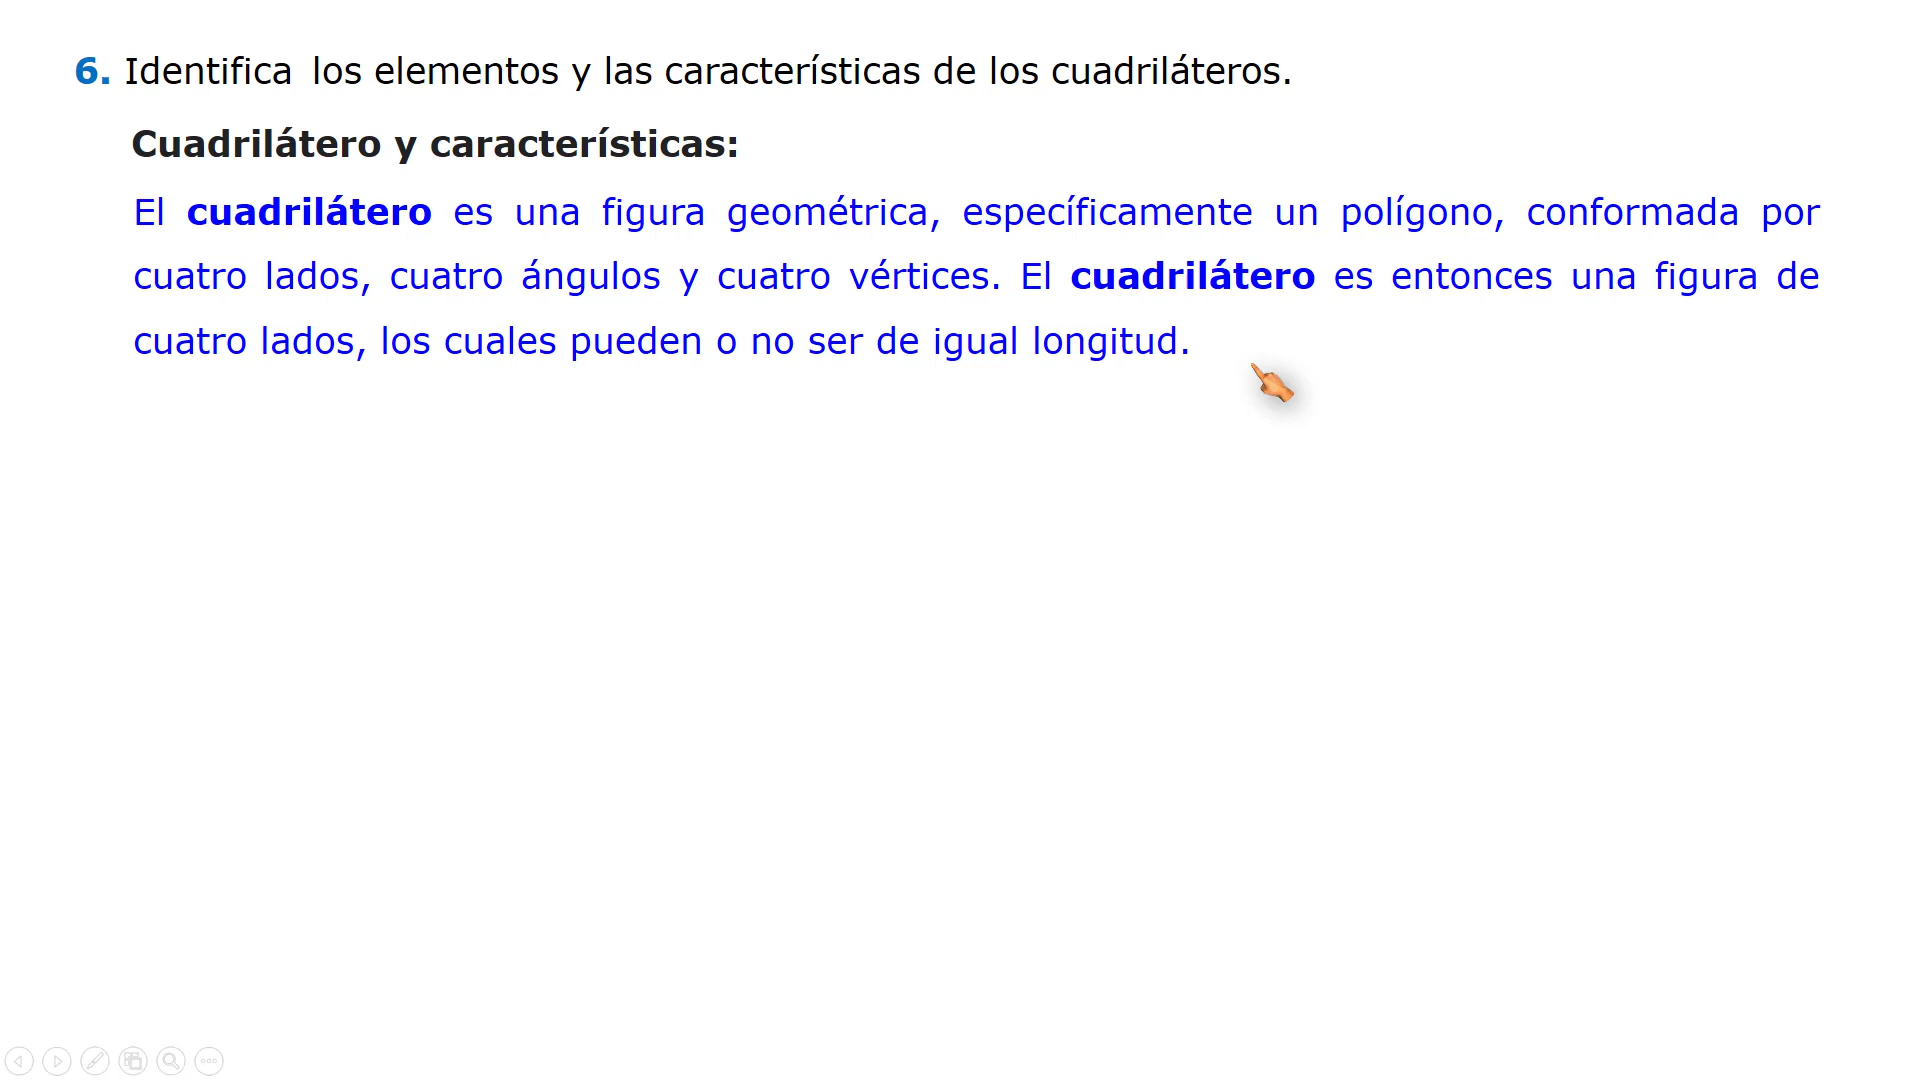 6. Identifica los elementos y las características de los cuadriláteros.
Cuadrilátero y características:
El cuadrilátero es una figura geométrica, específicamente un polígono, conformada por
cuatro lados, cuatro ángulos y cuatro vértices. El cuadrilátero es entonces una figura de
cuatro lados, los cuales pueden o no ser de igual longitud.